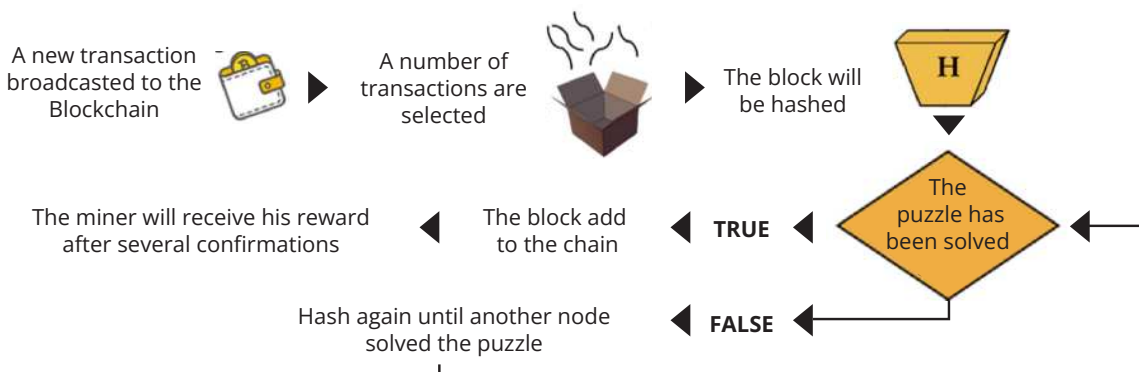 A new transaction
broadcasted to the
Blockchain
A number of
transactions are
selected
The block will
be hashed
H
The
puzzle has
been solved
TRUE
The block add
to the chain
The miner will receive his reward
after several confirmations
FALSE
Hash again until another node
solved the puzzle